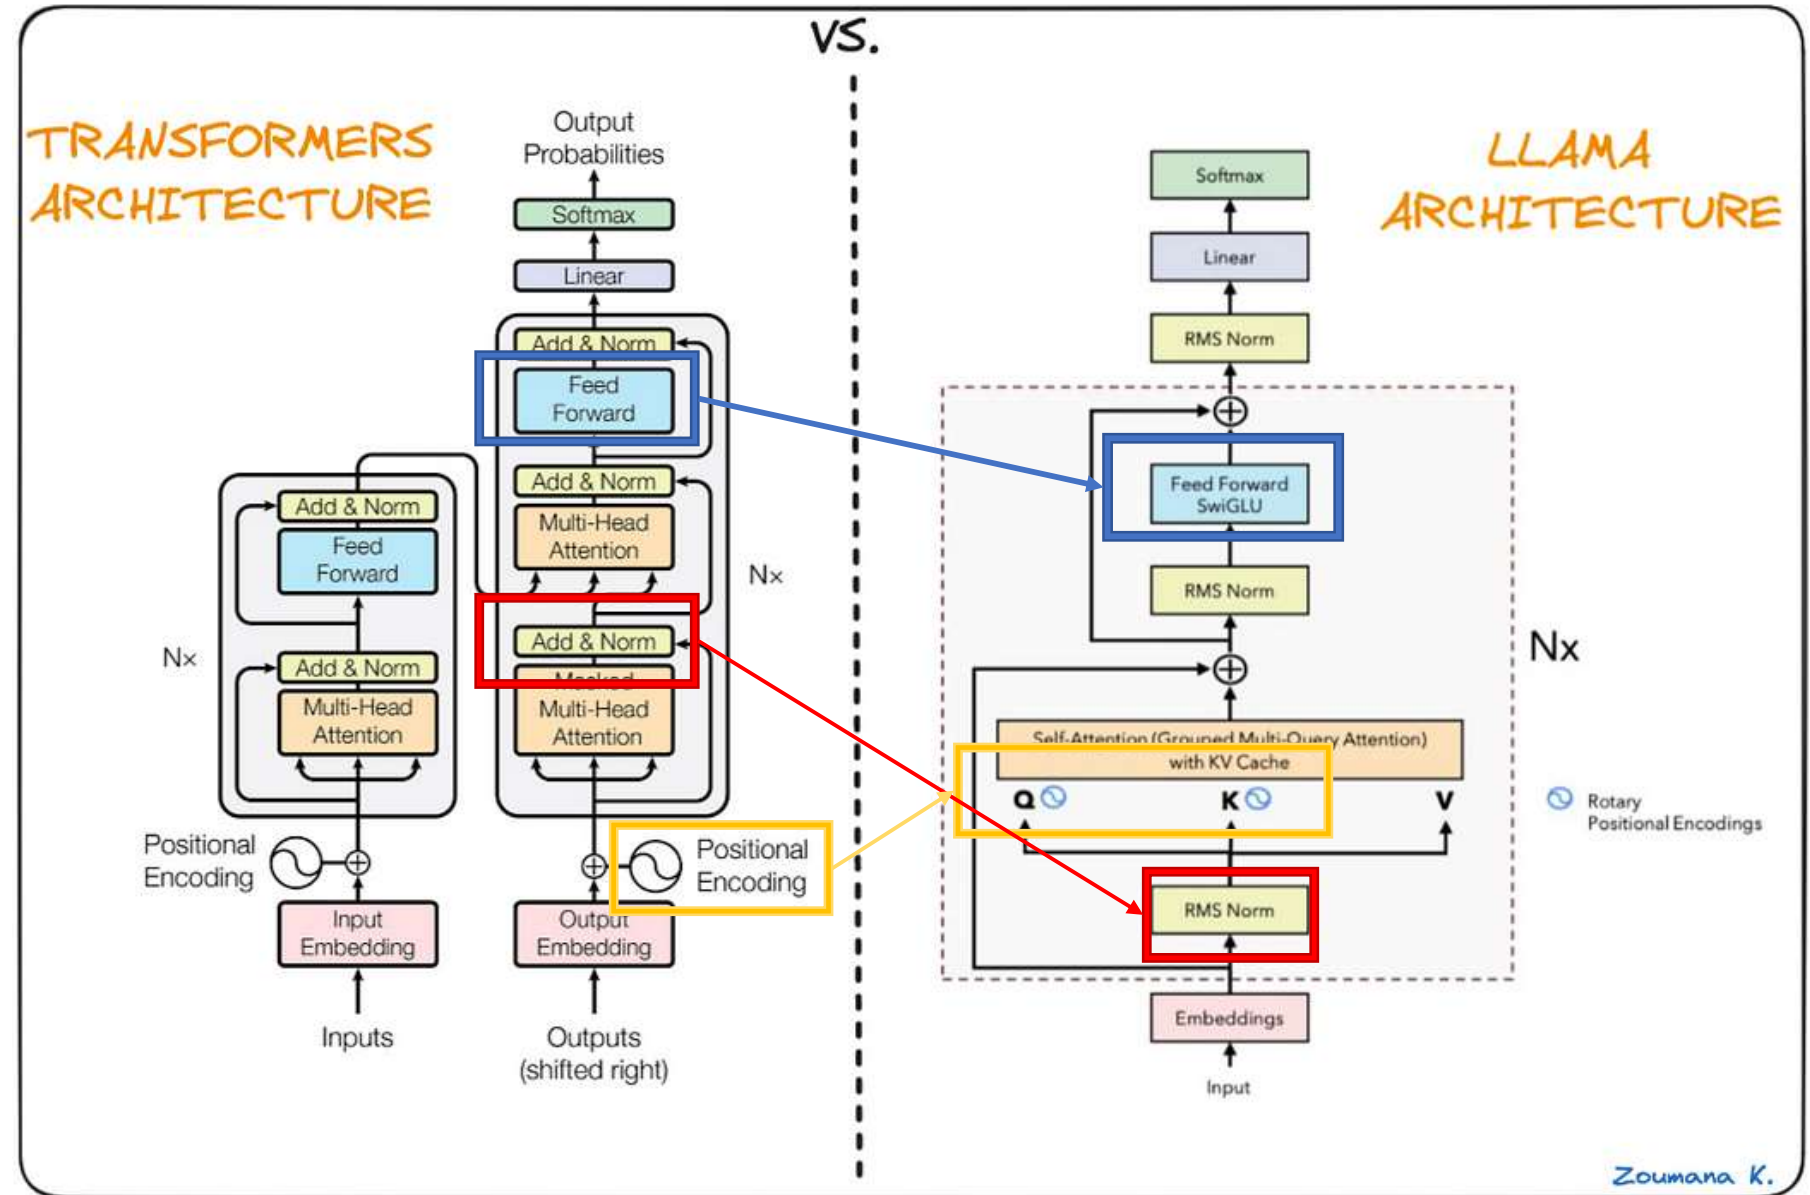 VS.
TRANSFORMERS
ARCHITECTURE
Output
Probabilities
Softmax
Linear
Add & Norm
Feed
Forward
Add & Norm
Multi-Head
Attention
Nx
Add & Norm
Masked
Multi-Head
Attention
Add & Norm
Feed
Forward
Nx
Add & Norm
Multi-Head
Attention
Positional
Encoding
Positional
Encoding
Input
Embedding
Output
Embedding
Inputs
Outputs
(shifted right)
LLAMA
ARCHITECTURE
Softmax
Linear
RMS Norm
Feed Forward
SwiGLU
RMS Norm
Nx
Self-Attention (Grouped Multi-Query Attention)
with KV Cache
Q
K
V
Rotary
Positional Encodings
RMS Norm
Embeddings
Input
Zoumana K.